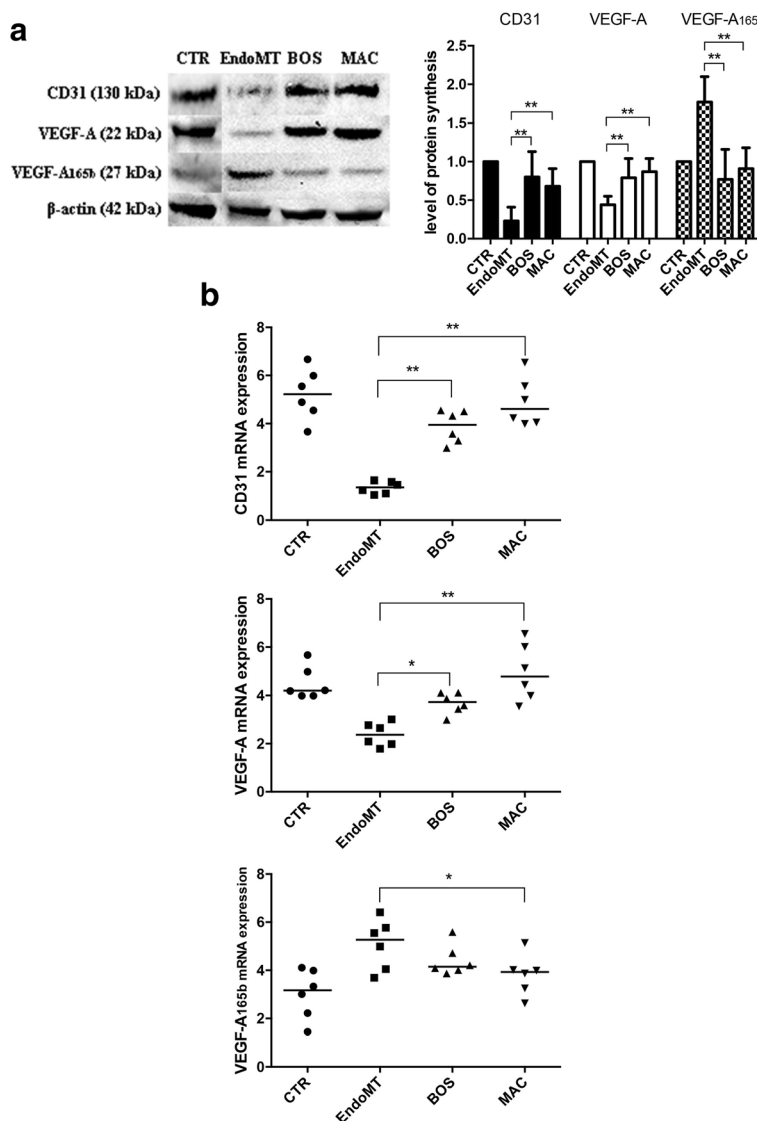 a
CTR EndoMT BOS MAC
CD31 (130 kDa)
VEGF-A (22 kDa)
VEGF-A165b (27 kDa)
β-actin (42 kDa)
CD31 VEGF-A VEGF-A165
level of protein synthesis
2.5
2.0
1.5
1.0
0.5
0.0
** ** ** ** ** **
CTR EndoMT BOS MAC CTR EndoMT BOS MAC CTR EndoMT BOS MAC
b
CD31 mRNA expression
8
6
4
2
0
**
**
CTR EndoMT BOS MAC
VEGF-A mRNA expression
8
6
4
2
0
**
*
CTR EndoMT BOS MAC
VEGF-A165b mRNA expression
8
6
4
2
0
*
CTR EndoMT BOS MAC